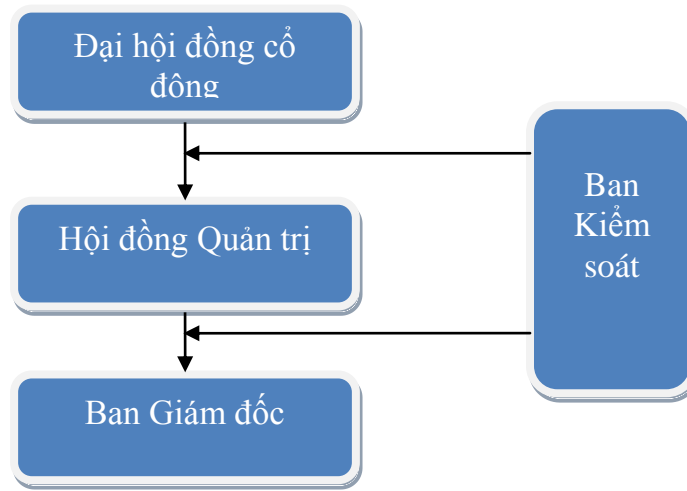 Đại hội đồng cổ
đông
Hội đồng Quản trị
Ban
Kiểm
soát
Ban Giám đốc